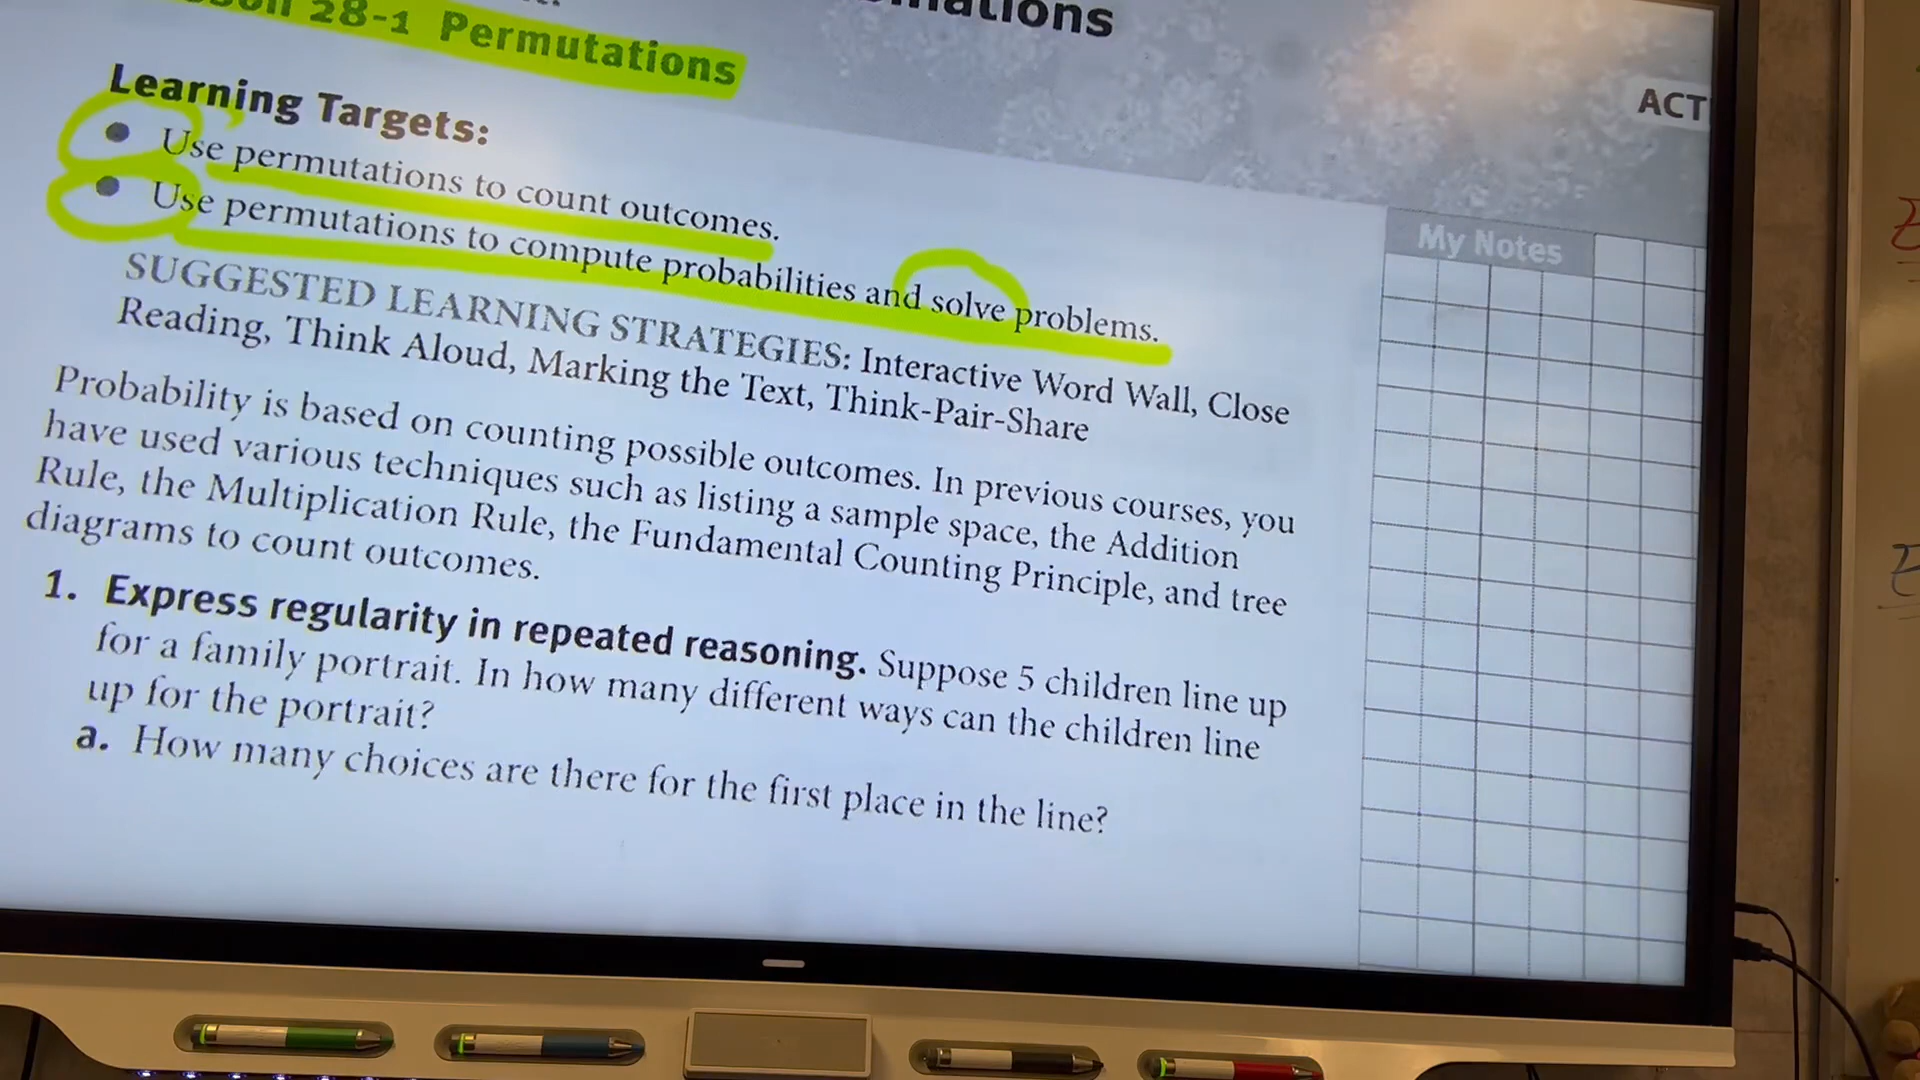 28-1 Permutations
Learning Targets:
• Use permutations to count outcomes.
• Use permutations to compute probabilities and solve problems.
SUGGESTED LEARNING STRATEGIES: Interactive Word Wall, Close
Reading, Think Aloud, Marking the Text, Think-Pair-Share
Probability is based on counting possible outcomes. In previous courses, you
have used various techniques such as listing a sample space, the Addition
Rule, the Multiplication Rule, the Fundamental Counting Principle, and tree
diagrams to count outcomes.
1. Express regularity in repeated reasoning. Suppose 5 children line up
for a family portrait. In how many different ways can the children line
up for the portrait?
a. How many choices are there for the first place in the line?
ACT
My Notes